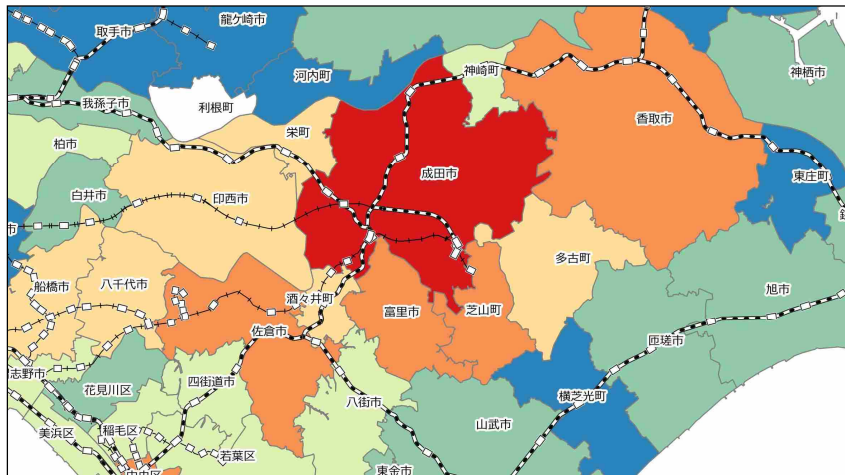 龍ケ崎市
取手市
神栖市
河内町
神崎町
利根町
我孫子市
香取市
栄町
柏市
成田市
東庄町
白井市
印西市
市
多古町
船橋市
八千代市
旭市
酒々井町
富里市
芝山町
佐倉市
匝瑳市
習志野市
花見川区
四街道市
八街市
横芝光町
山武市
美浜区
稲毛区
若葉区
東金市